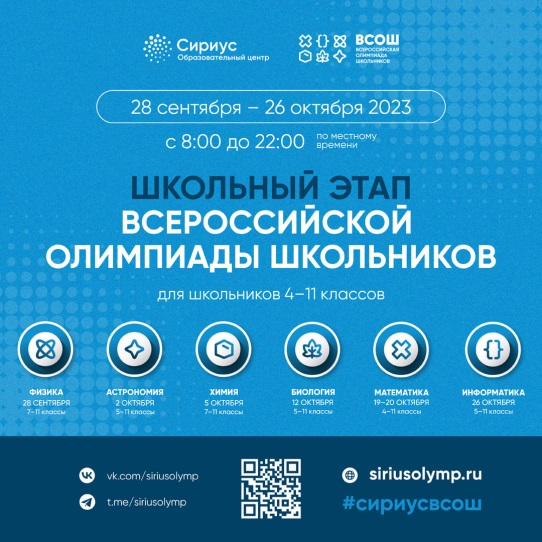 Сириус
Образовательный центр
ВСОШ
ВСЕРОССИЙСКАЯ
ОЛИМПИАДА
ШКОЛЬНИКОВ
28 сентября – 26 октября 2023
с 8:00 до 22:00 по местному
времени
ШКОЛЬНЫЙ ЭТАП
ВСЕРОССИЙСКОЙ
ОЛИМПИАДЫ ШКОЛЬНИКОВ
для школьников 4–11 классов
ФИЗИКА
28 СЕНТЯБРЯ
7–11 классы
АСТРОНОМИЯ
2 ОКТЯБРЯ
5–11 классы
ХИМИЯ
5 ОКТЯБРЯ
7–11 классы
БИОЛОГИЯ
12 ОКТЯБРЯ
5–11 классы
МАТЕМАТИКА
19–20 ОКТЯБРЯ
4–11 классы
ИНФОРМАТИКА
26 ОКТЯБРЯ
5–11 классы
vk.com/siriusolymp
t.me/siriusolymp
siriusolymp.ru
#сириусвсош